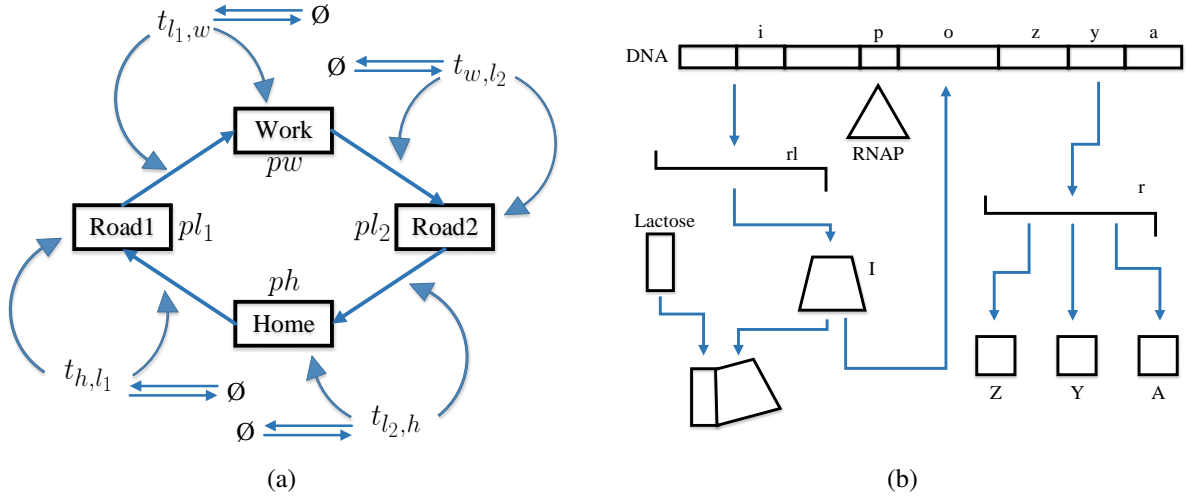 t_{l_1,w} Ø
Ø t_{w,l_2}
Work
pw
Road1 pl_1 pl_2 Road2
ph
Home
t_{h,l_1} Ø
Ø t_{l_2,h}
(a)
i p o z y a
DNA
RNAP
rl
r
Lactose
I
Z Y A
(b)